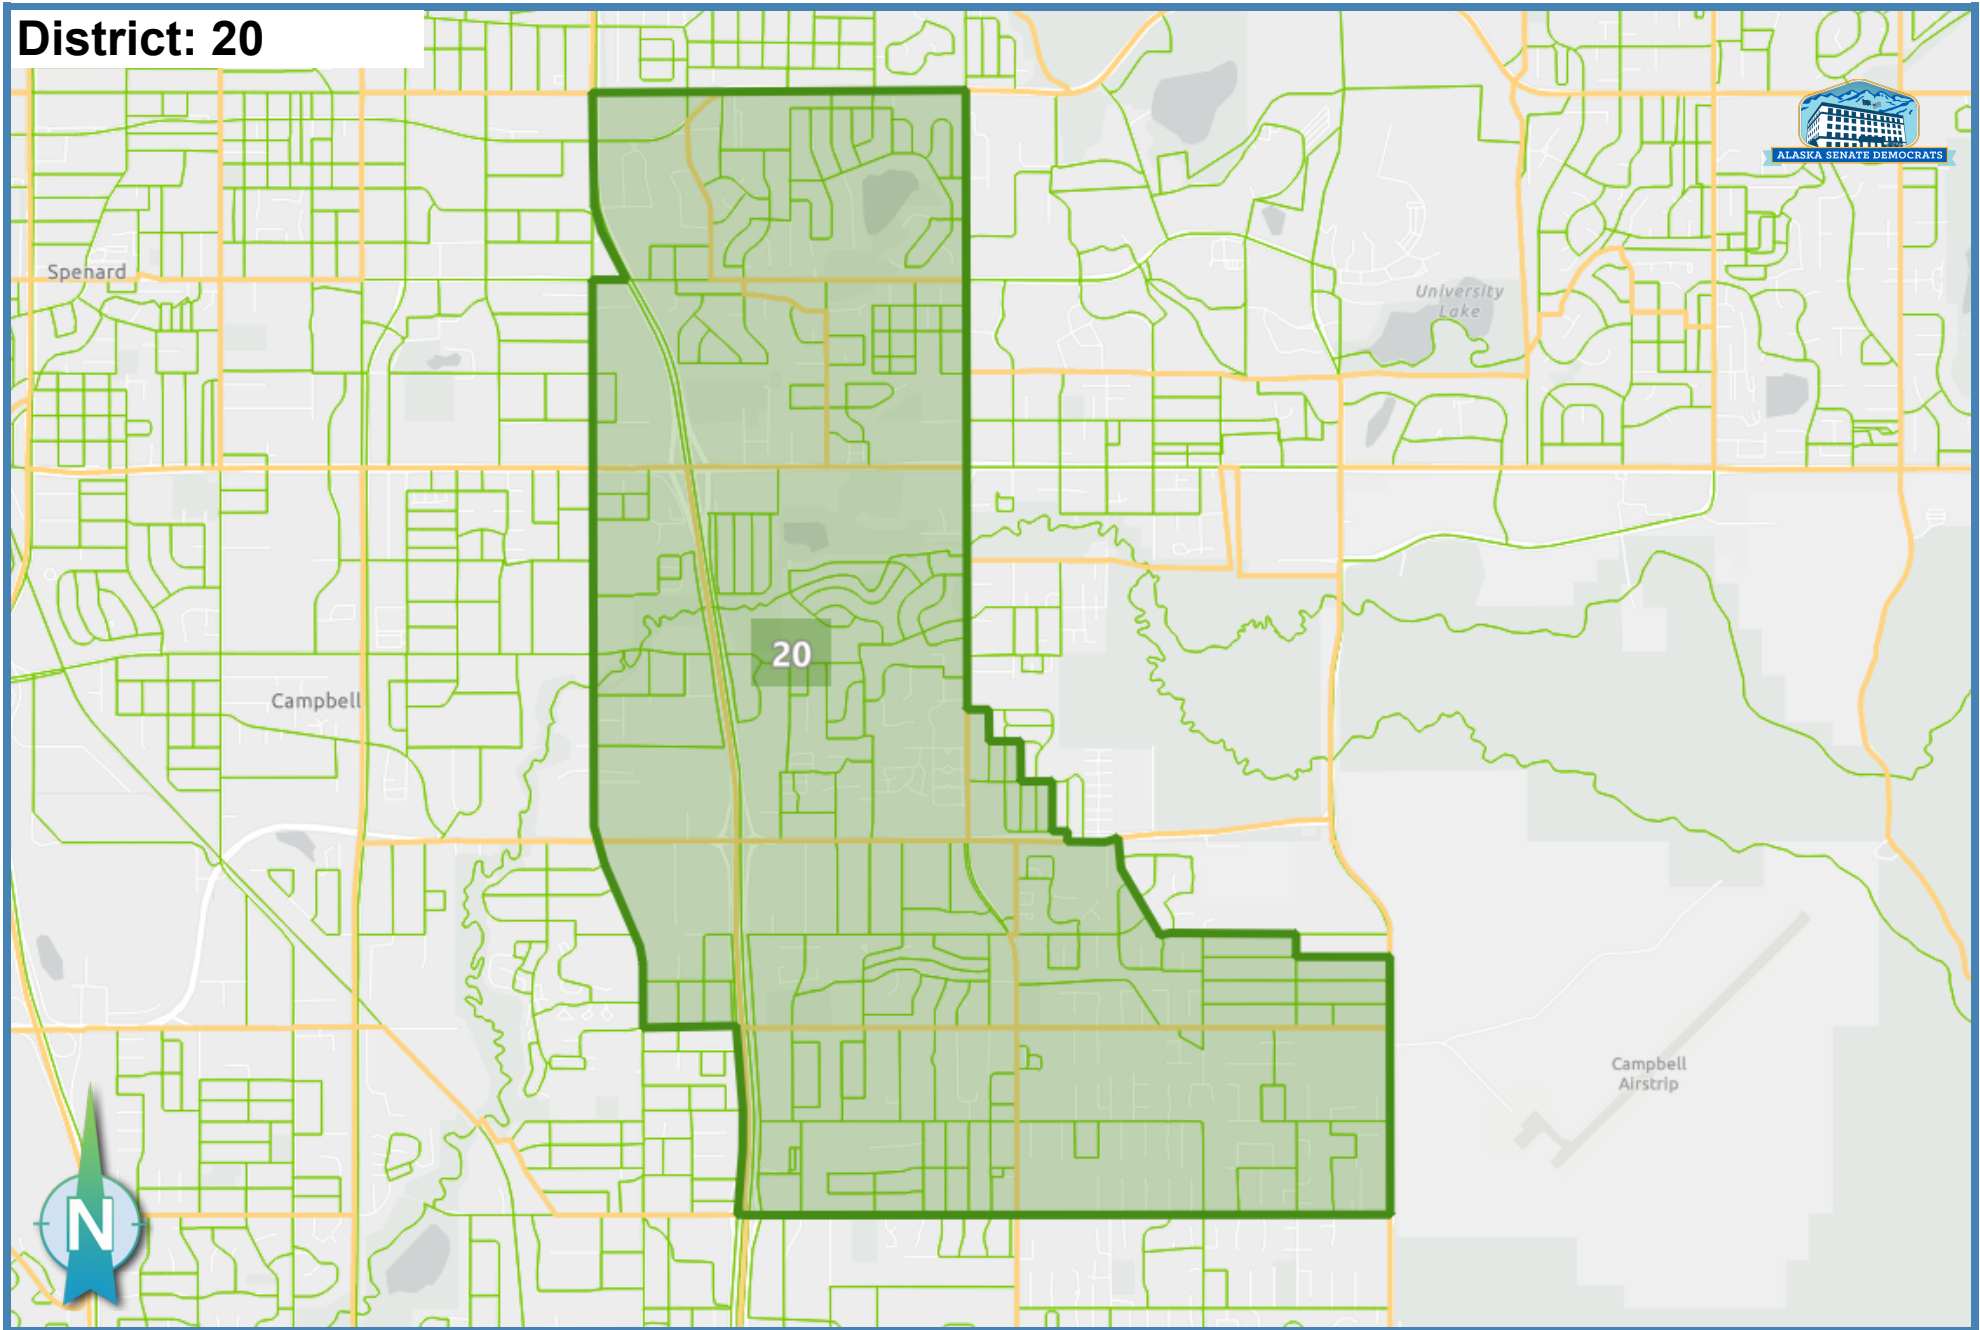 District: 20
ALASKA SENATE DEMOCRATS
Spenard
University
Lake
20
Campbell
Campbell
Airstrip
N